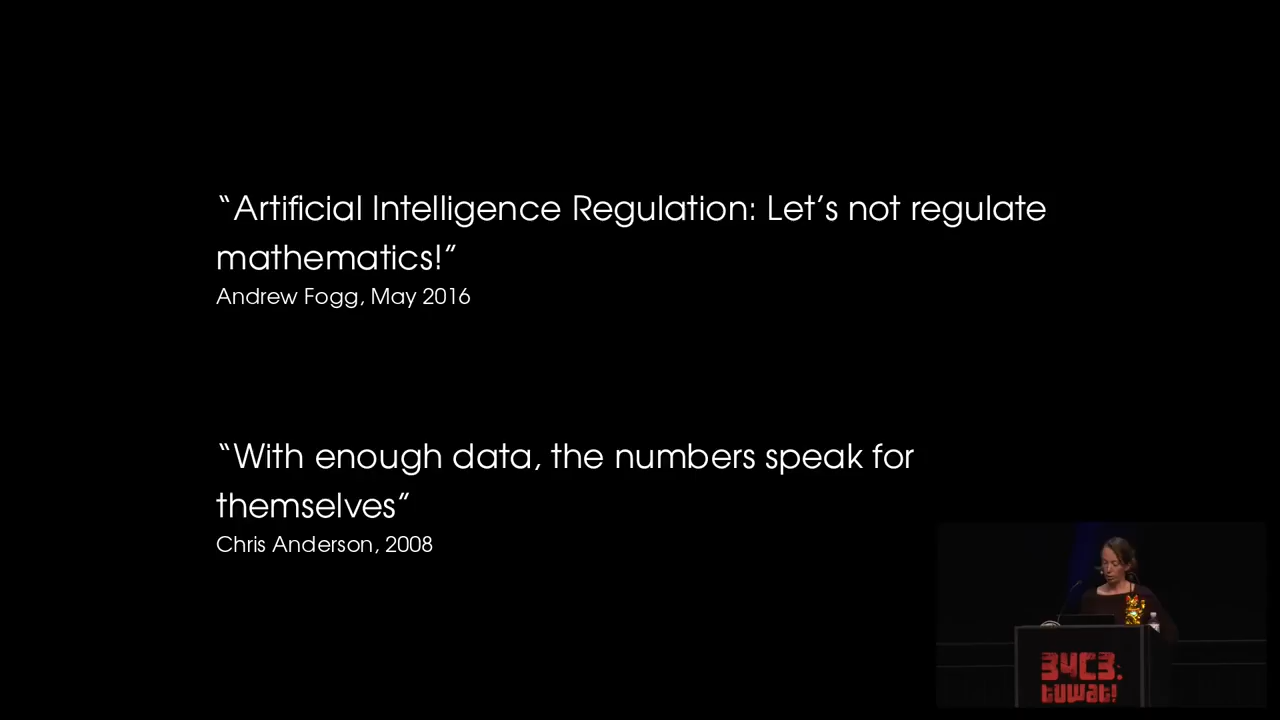 “Artificial Intelligence Regulation: Let’s not regulate
mathematics!”
Andrew Fogg, May 2016
“With enough data, the numbers speak for
themselves”
Chris Anderson, 2008
34C3:
tuwat!